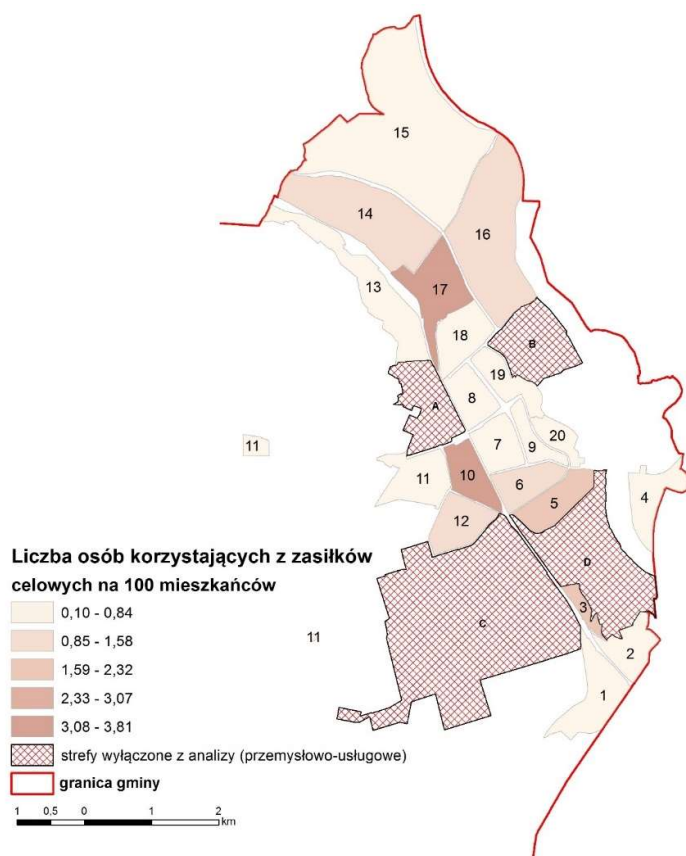 15
14
16
13
17
18
B
19
8
A
20
7
9
11
11
10
6
4
5
12
D
Liczba osób korzystających z zasiłków
celowych na 100 mieszkańców
0,10 - 0,84
3
C
0,85 - 1,58
11
2
1,59 - 2,32
1
2,33 - 3,07
3,08 - 3,81
strefy wyłączone z analizy (przemysłowo-usługowe)
granica gminy
1 0,5 0 1 2
km